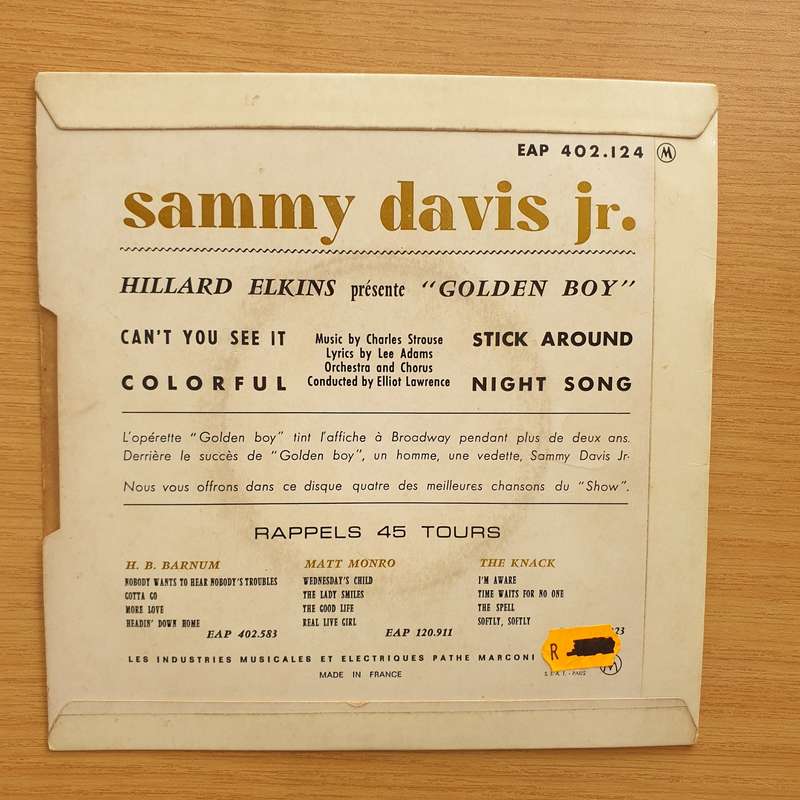 EAP 402.124 M
sammy davis jr.
HILLARD ELKINS présente "GOLDEN BOY"
CAN'T YOU SEE IT
COLORFUL
Music by Charles Strouse
Lyrics by Lee Adams
Orchestra and Chorus
Conducted by Elliot Lawrence
STICK AROUND
NIGHT SONG
L'opérette "Golden boy" tint l'affiche à Broadway pendant plus de deux ans.
Derrière le succès de "Golden boy", un homme, une vedette, Sammy Davis Jr.
Nous vous offrons dans ce disque quatre des meilleures chansons du "Show".
RAPPELS 45 TOURS
H. B. BARNUM
NOBODY WANTS TO HEAR NOBODY'S TROUBLES
GOTTA GO
MORE LOVE
HEADIN' DOWN HOME
EAP 402.583
MATT MONRO
WEDNESDAY'S CHILD
THE LADY SMILES
THE GOOD LIFE
REAL LIVE GIRL
EAP 120.911
THE KNACK
I'M AWARE
TIME WAITS FOR NO ONE
THE SPELL
SOFTLY, SOFTLY
23
R
LES INDUSTRIES MUSICALES ET ELECTRIQUES PATHE MARCONI
MADE IN FRANCE
PARIS
M